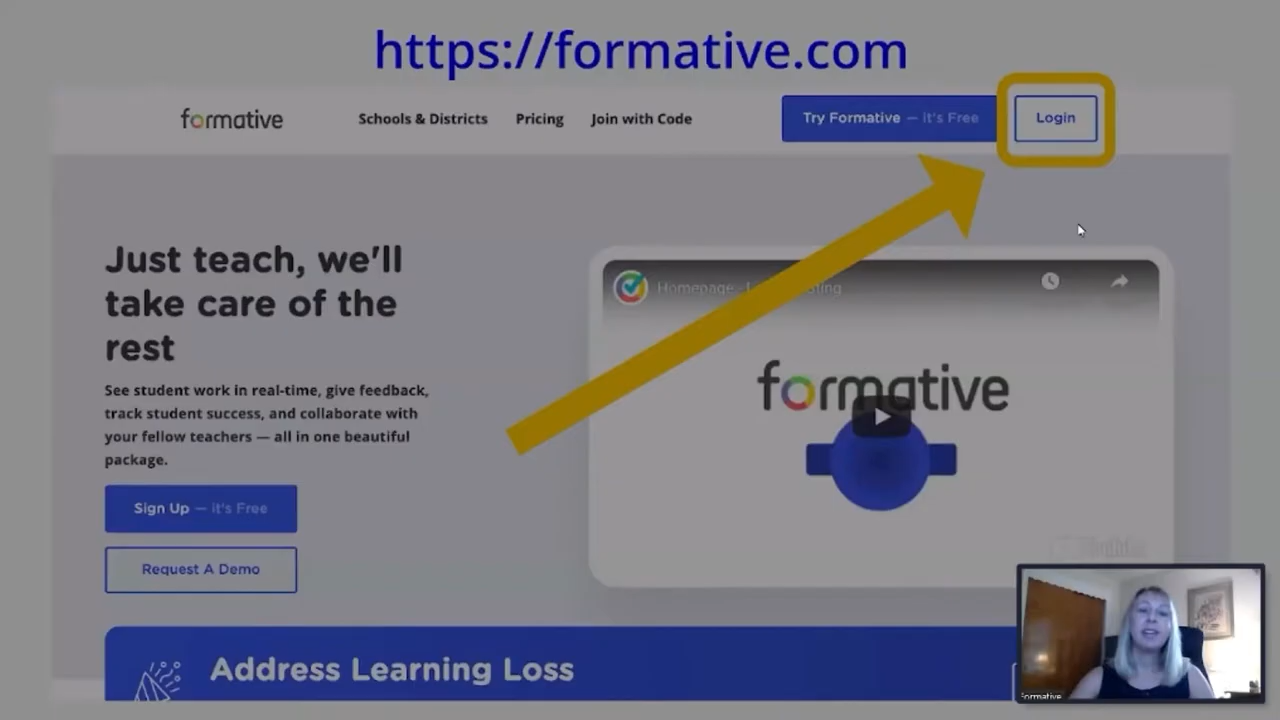 https://formative.com
formative
Schools & Districts
Pricing
Join with Code
Try Formative — it's Free
Login
Just teach, we'll
take care of the
rest
See student work in real-time, give feedback,
track student success, and collaborate with
your fellow teachers — all in one beautiful
package.
Sign Up — it's Free
Request A Demo
Homepage
formative
Address Learning Loss
Formative